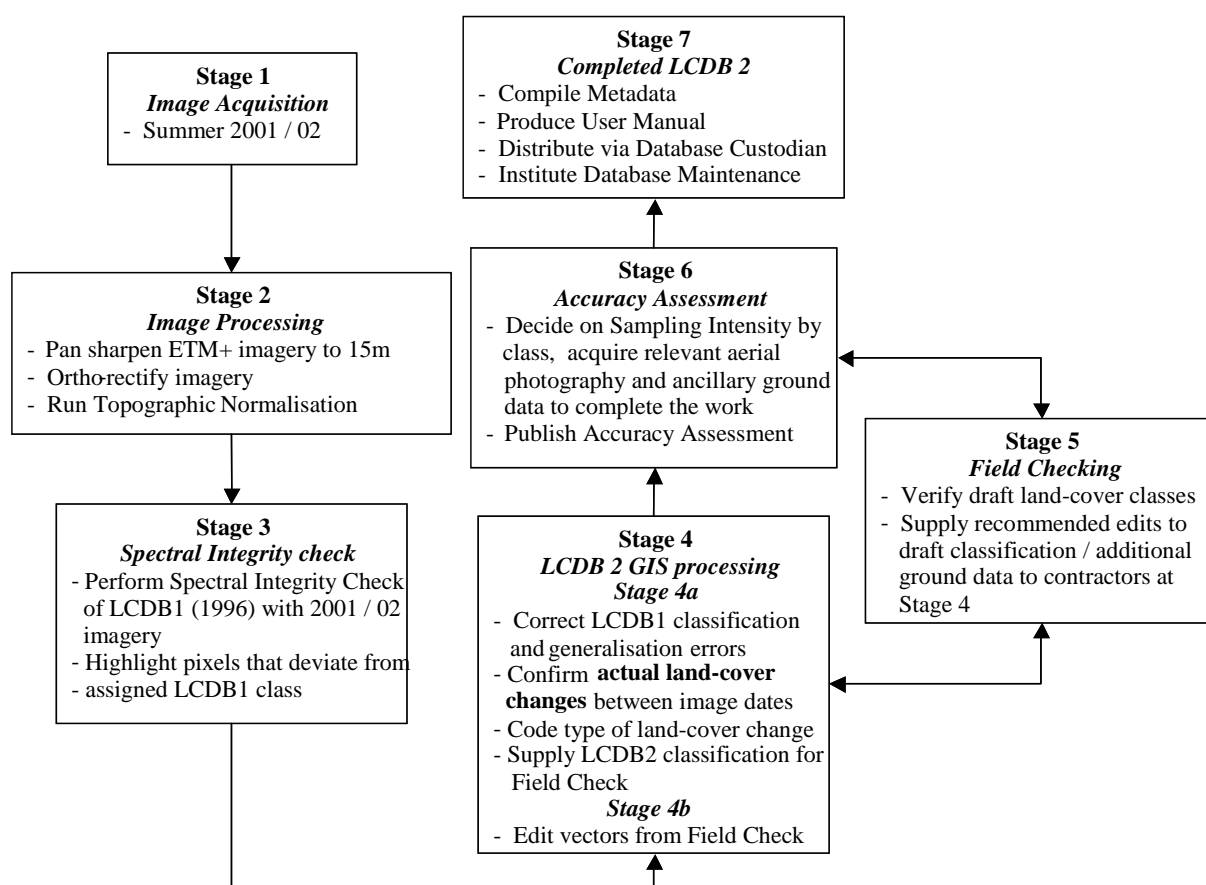 Stage 1
Image Acquisition
- Summer 2001 / 02
Stage 2
Image Processing
- Pan sharpen ETM+ imagery to 15m
- Ortho-rectify imagery
- Run Topographic Normalisation
Stage 3
Spectral Integrity check
- Perform Spectral Integrity Check
of LCDB1 (1996) with 2001 / 02
imagery
- Highlight pixels that deviate from
- assigned LCDB1 class
Stage 4
LCDB 2 GIS processing
Stage 4a
- Correct LCDB1 classification
and generalisation errors
- Confirm actual land-cover
changes between image dates
- Code type of land-cover change
- Supply LCDB2 classification for
Field Check
Stage 4b
- Edit vectors from Field Check
Stage 5
Field Checking
- Verify draft land-cover classes
- Supply recommended edits to
draft classification / additional
ground data to contractors at
Stage 4
Stage 6
Accuracy Assessment
- Decide on Sampling Intensity by
class, acquire relevant aerial
photography and ancillary ground
data to complete the work
- Publish Accuracy Assessment
Stage 7
Completed LCDB 2
- Compile Metadata
- Produce User Manual
- Distribute via Database Custodian
- Institute Database Maintenance